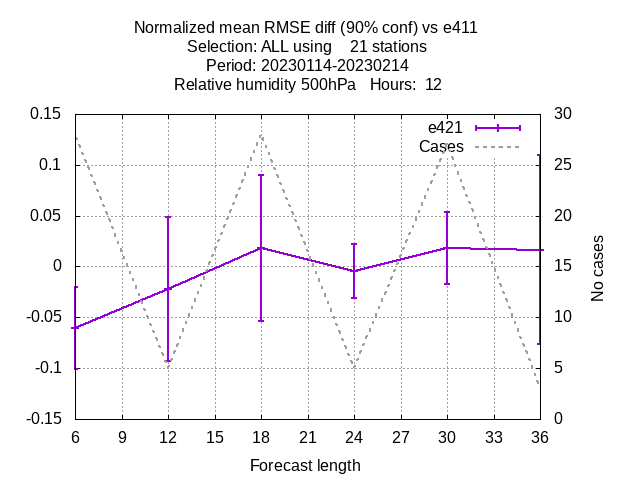 Normalized mean RMSE diff (90% conf) vs e411
Selection: ALL using    21 stations
Period: 20230114-20230214
Relative humidity 500hPa   Hours:  12
0.15
0.1
0.05
0
-0.05
-0.1
-0.15
30
25
20
15
10
5
0
e421
Cases
No cases
6 9 12 15 18 21 24 27 30 33 36
Forecast length